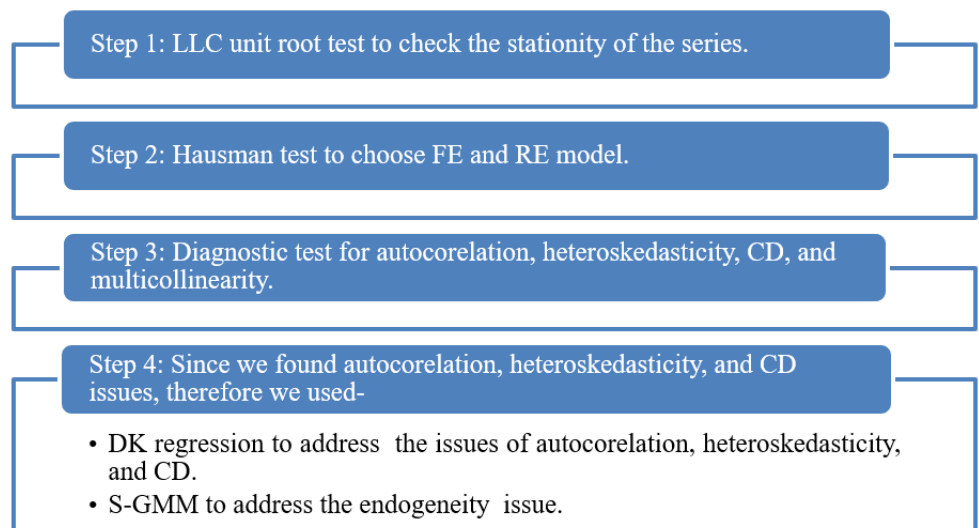 Step 1: LLC unit root test to check the stationity of the series.
Step 2: Hausman test to choose FE and RE model.
Step 3: Diagnostic test for autocorelation, heteroskedasticity, CD, and
multicollinearity.
Step 4: Since we found autocorelation, heteroskedasticity, and CD
issues, therefore we used-
• DK regression to address the issues of autocorelation, heteroskedasticity,
and CD.
• S-GMM to address the endogeneity issue.